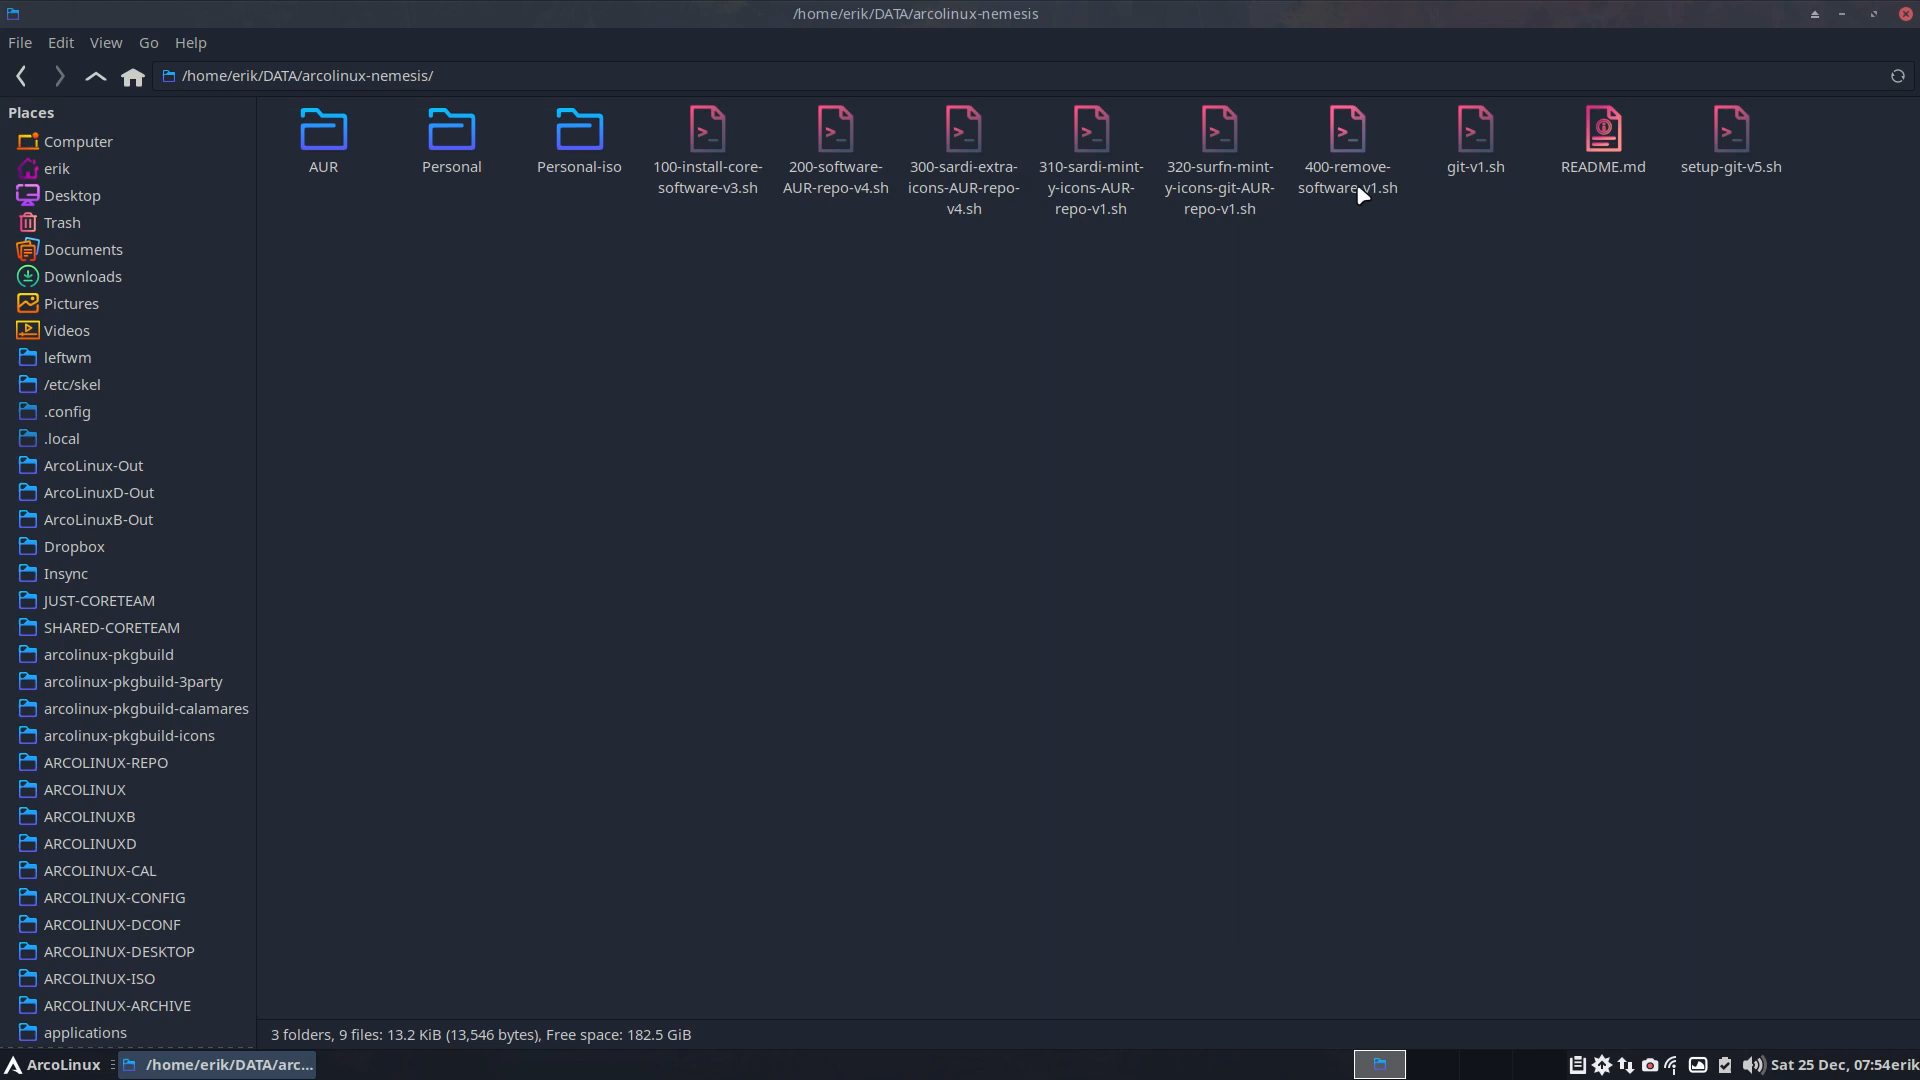 /home/erik/DATA/arcolinux-nemesis
File Edit View Go Help
/home/erik/DATA/arcolinux-nemesis/
Places
Computer
erik
Desktop
Trash
Documents
Downloads
Pictures
Videos
leftwm
/etc/skel
.config
.local
ArcoLinux-Out
ArcoLinuxD-Out
ArcoLinuxB-Out
Dropbox
Insync
JUST-CORETEAM
SHARED-CORETEAM
arcolinux-pkgbuild
arcolinux-pkgbuild-3party
arcolinux-pkgbuild-calamares
arcolinux-pkgbuild-icons
ARCOLINUX-REPO
ARCOLINUX
ARCOLINUXB
ARCOLINUXD
ARCOLINUX-CAL
ARCOLINUX-CONFIG
ARCOLINUX-DCONF
ARCOLINUX-DESKTOP
ARCOLINUX-ISO
ARCOLINUX-ARCHIVE
applications
AUR
Personal
Personal-iso
100-install-core-
software-v3.sh
200-software-
AUR-repo-v4.sh
300-sardi-extra-
icons-AUR-repo-
v4.sh
310-sardi-mint-
y-icons-AUR-
repo-v1.sh
320-surfn-mint-
y-icons-git-AUR-
repo-v1.sh
400-remove-
software-v1.sh
git-v1.sh
README.md
setup-git-v5.sh
3 folders, 9 files: 13.2 KiB (13,546 bytes), Free space: 182.5 GiB
ArcoLinux
/home/erik/DATA/arc...
Sat 25 Dec, 07:54
erik